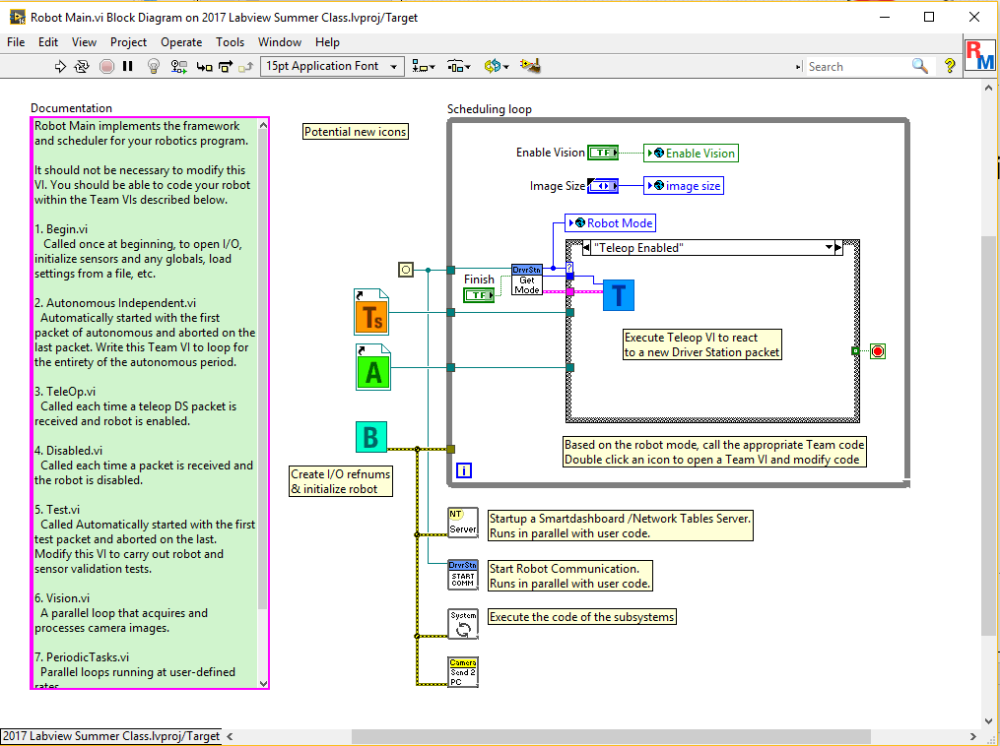 Robot Main.vi Block Diagram on 2017 Labview Summer Class.lvproj/Target
File Edit View Project Operate Tools Window Help
15pt Application Font
Search
?
RM
Documentation
Robot Main implements the framework
and scheduler for your robotics program.
It should not be necessary to modify this
VI. You should be able to code your robot
within the Team VIs described below.
1. Begin.vi
Called once at beginning, to open I/O,
initialize sensors and any globals, load
settings from a file, etc.
2. Autonomous Independent.vi
Automatically started with the first
packet of autonomous and aborted on the
last packet. Write this Team VI to loop for
the entirety of the autonomous period.
3. TeleOp.vi
Called each time a teleop DS packet is
received and robot is enabled.
4. Disabled.vi
Called each time a packet is received and
the robot is disabled.
5. Test.vi
Called Automatically started with the first
test packet and aborted on the last.
Modify this VI to carry out robot and
sensor validation tests.
6. Vision.vi
A parallel loop that acquires and
processes camera images.
7. PeriodicTasks.vi
Parallel loops running at user-defined
rates
Potential new icons
Scheduling loop
Enable Vision
TF
Enable Vision
Image Size
image size
Robot Mode
"Teleop Enabled"
Finish
TF
DrvrStn
Get
Mode
?
T
Ts
A
B
Execute Teleop VI to react
to a new Driver Station packet
Based on the robot mode, call the appropriate Team code
Double click an icon to open a Team VI and modify code
i
Create I/O refnums
& initialize robot
NT
Server
Startup a Smartdashboard /Network Tables Server.
Runs in parallel with user code.
DrvrStn
START
COMM
Start Robot Communication.
Runs in parallel with user code.
System
Execute the code of the subsystems
Camera
Send 2
PC
2017 Labview Summer Class.lvproj/Target